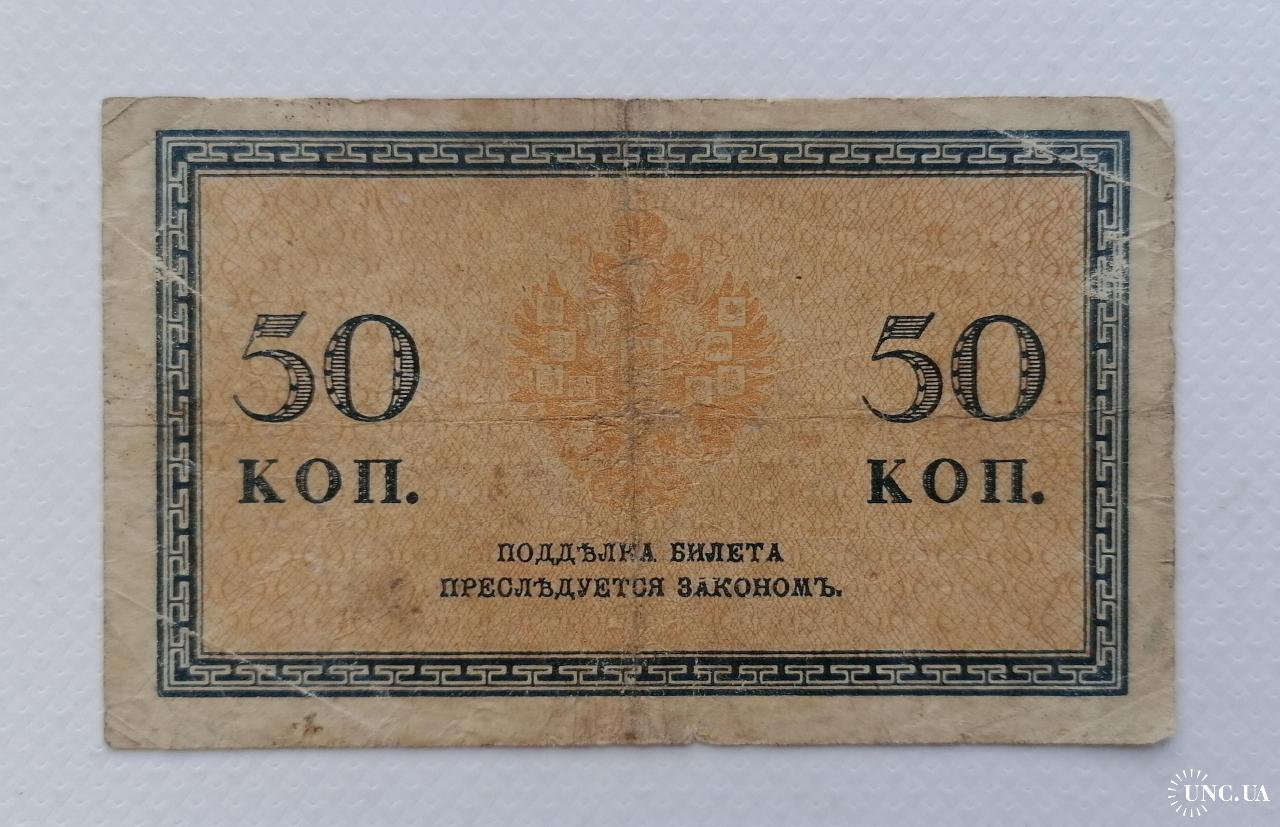 50 50
КОП. КОП.
ПОДДѢЛКА БИЛЕТА
ПРЕСЛѢДУЕТСЯ ЗАКОНОМЪ.
UNC.UA